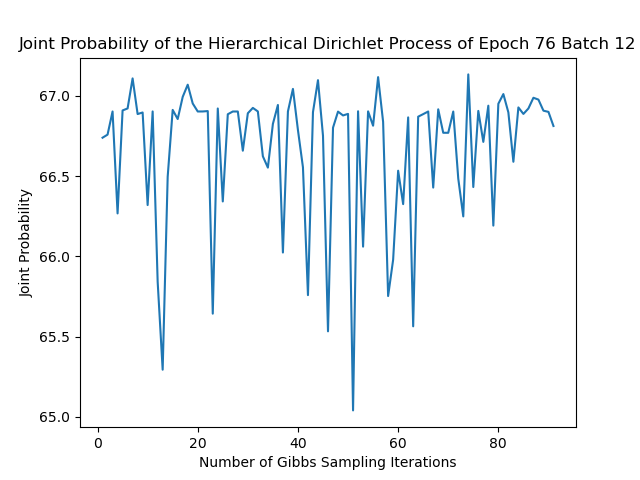 Joint Probability of the Hierarchical Dirichlet Process of Epoch 76 Batch 12
67.0
66.5
66.0
65.5
65.0
Joint Probability
0 20 40 60 80
Number of Gibbs Sampling Iterations